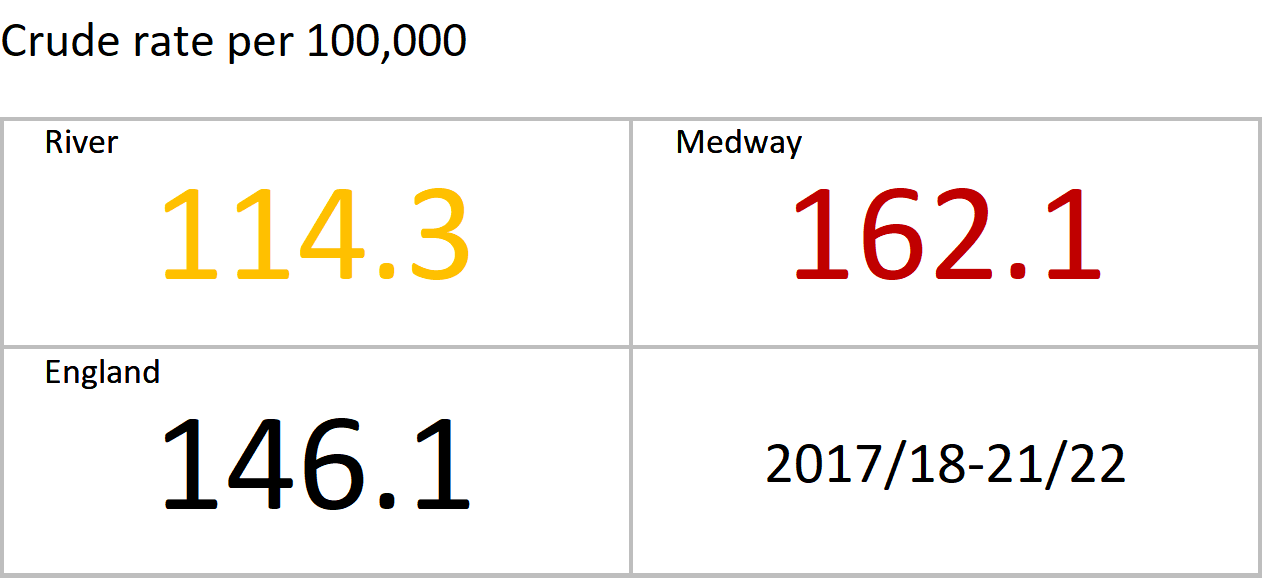 Crude rate per 100,000
River
114.3
Medway
162.1
England
146.1
2017/18-21/22